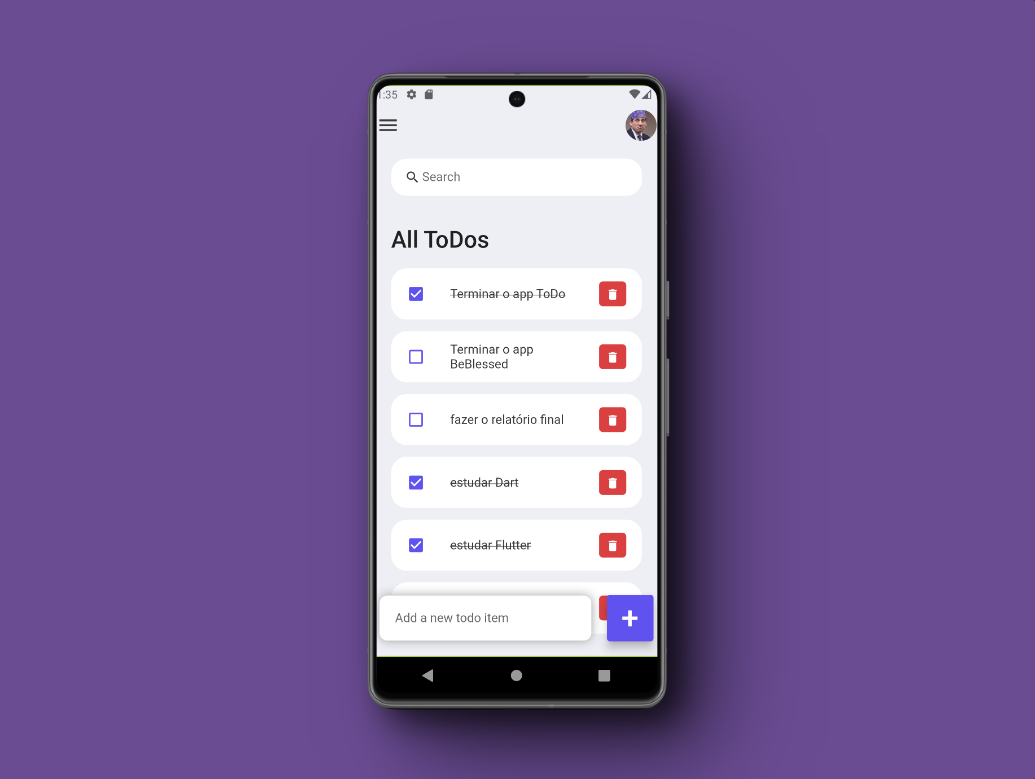 1:35
Search
All ToDos
Terminar o app ToDo
Terminar o app
BeBlessed
fazer o relatório final
estudar Dart
estudar Flutter
Add a new todo item